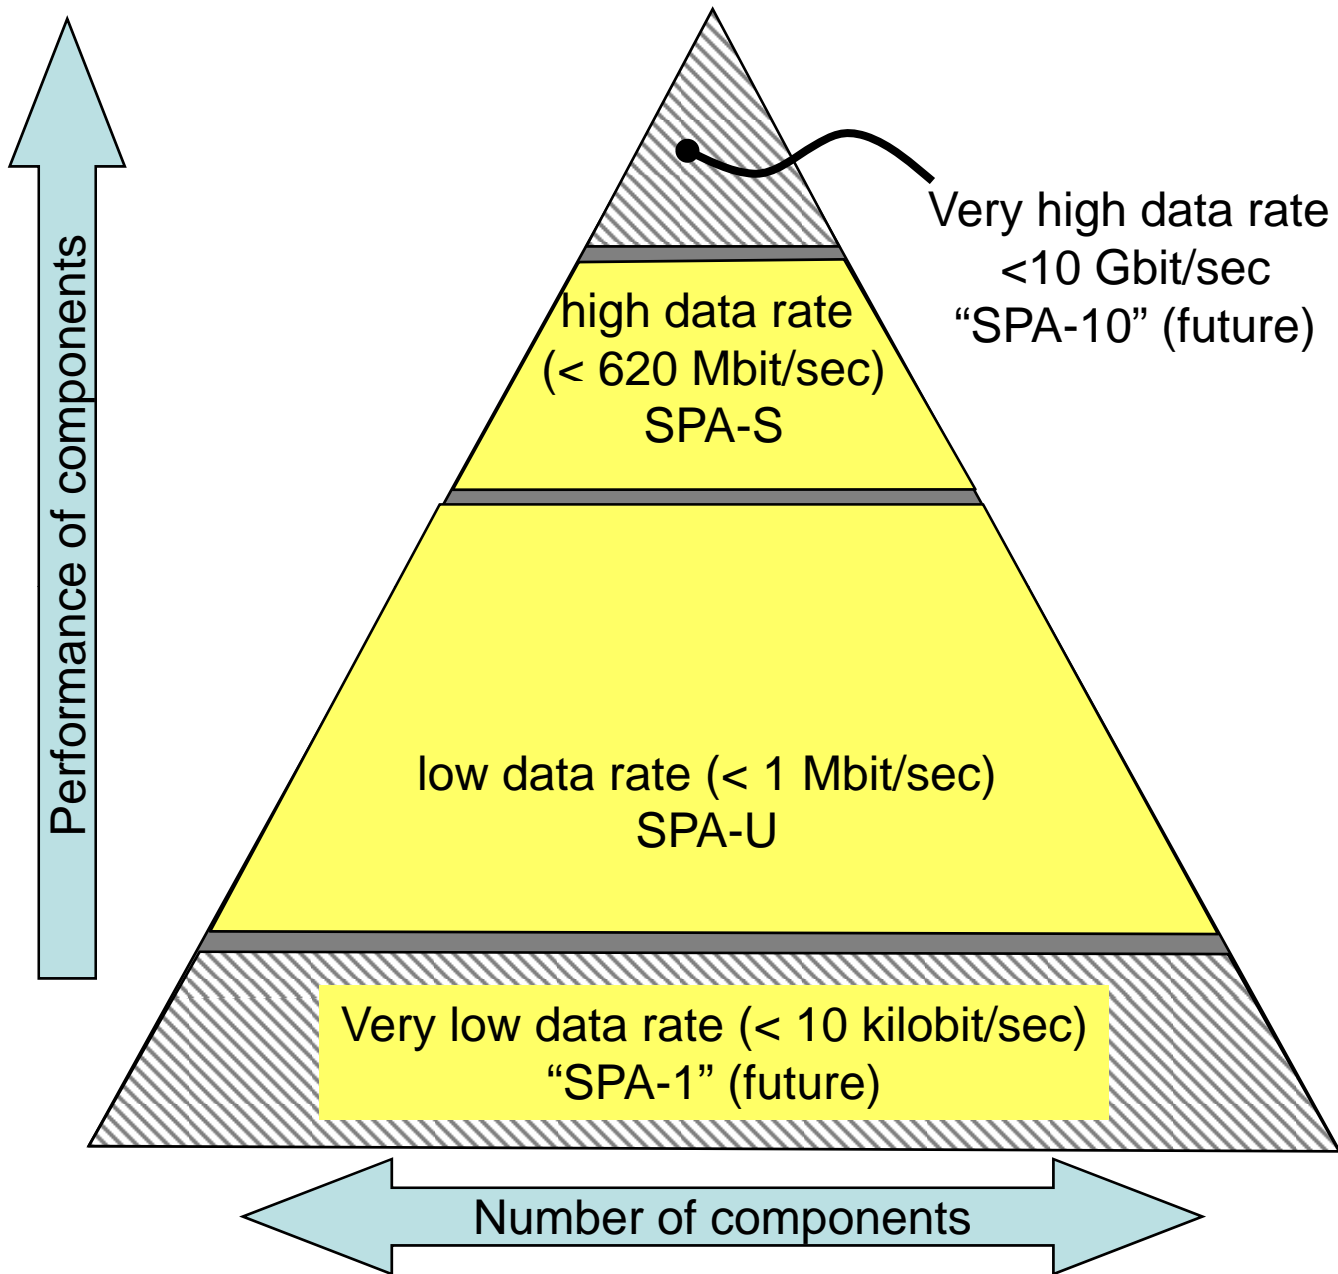 Performance of components
Very high data rate
<10 Gbit/sec
“SPA-10” (future)
high data rate
(< 620 Mbit/sec)
SPA-S
low data rate (< 1 Mbit/sec)
SPA-U
Very low data rate (< 10 kilobit/sec)
“SPA-1” (future)
Number of components